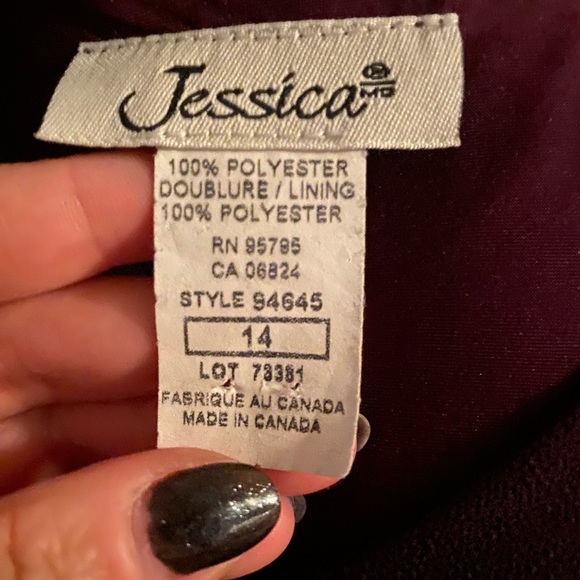 Jessica ®
MD
100% POLYESTER
DOUBLURE / LINING
100% POLYESTER
RN 95795
CA 06824
STYLE 94645
14
LOT 73381
FABRIQUE AU CANADA
MADE IN CANADA